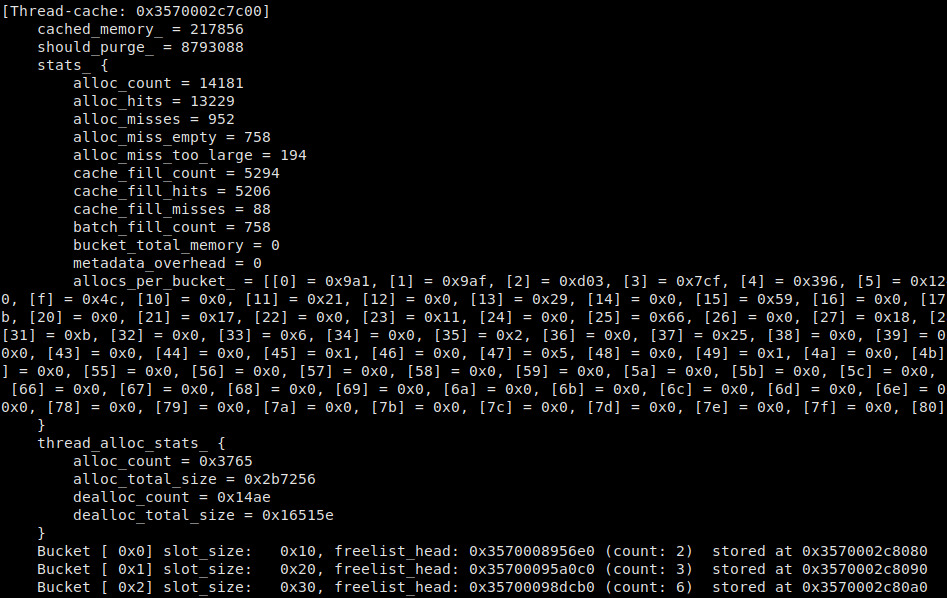 [Thread-cache: 0x3570002c7c00]
cached_memory_ = 217856
should_purge_ = 8793088
stats_ {
alloc_count = 14181
alloc_hits = 13229
alloc_misses = 952
alloc_miss_empty = 758
alloc_miss_too_large = 194
cache_fill_count = 5294
cache_fill_hits = 5206
cache_fill_misses = 88
batch_fill_count = 758
bucket_total_memory = 0
metadata_overhead = 0
allocs_per_bucket_ = [[0] = 0x9a1, [1] = 0x9af, [2] = 0xd03, [3] = 0x7cf, [4] = 0x396, [5] = 0x12
0, [f] = 0x4c, [10] = 0x0, [11] = 0x21, [12] = 0x0, [13] = 0x29, [14] = 0x0, [15] = 0x59, [16] = 0x0, [17
b, [20] = 0x0, [21] = 0x17, [22] = 0x0, [23] = 0x11, [24] = 0x0, [25] = 0x66, [26] = 0x0, [27] = 0x18, [2
[31] = 0xb, [32] = 0x0, [33] = 0x6, [34] = 0x0, [35] = 0x2, [36] = 0x0, [37] = 0x25, [38] = 0x0, [39] = 0
0x0, [43] = 0x0, [44] = 0x0, [45] = 0x1, [46] = 0x0, [47] = 0x5, [48] = 0x0, [49] = 0x1, [4a] = 0x0, [4b]
] = 0x0, [55] = 0x0, [56] = 0x0, [57] = 0x0, [58] = 0x0, [59] = 0x0, [5a] = 0x0, [5b] = 0x0, [5c] = 0x0,
[66] = 0x0, [67] = 0x0, [68] = 0x0, [69] = 0x0, [6a] = 0x0, [6b] = 0x0, [6c] = 0x0, [6d] = 0x0, [6e] = 0
0x0, [78] = 0x0, [79] = 0x0, [7a] = 0x0, [7b] = 0x0, [7c] = 0x0, [7d] = 0x0, [7e] = 0x0, [7f] = 0x0, [80]
}
thread_alloc_stats_ {
alloc_count = 0x3765
alloc_total_size = 0x2b7256
dealloc_count = 0x14ae
dealloc_total_size = 0x16515e
}
Bucket [ 0x0] slot_size:   0x10, freelist_head: 0x3570008956e0 (count: 2)  stored at 0x3570002c8080
Bucket [ 0x1] slot_size:   0x20, freelist_head: 0x35700095a0c0 (count: 3)  stored at 0x3570002c8090
Bucket [ 0x2] slot_size:   0x30, freelist_head: 0x35700098dcb0 (count: 6)  stored at 0x3570002c80a0